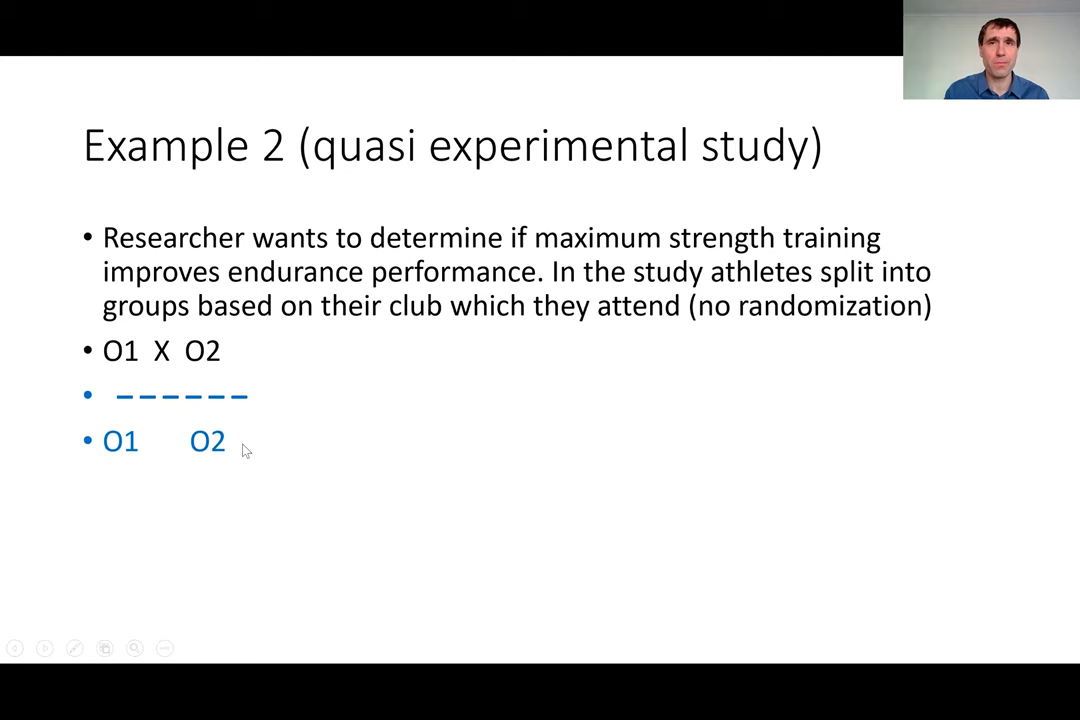 Example 2 (quasi experimental study)
• Researcher wants to determine if maximum strength training
improves endurance performance. In the study athletes split into
groups based on their club which they attend (no randomization)
• O1 X O2
• – – – – – –
• O1 O2